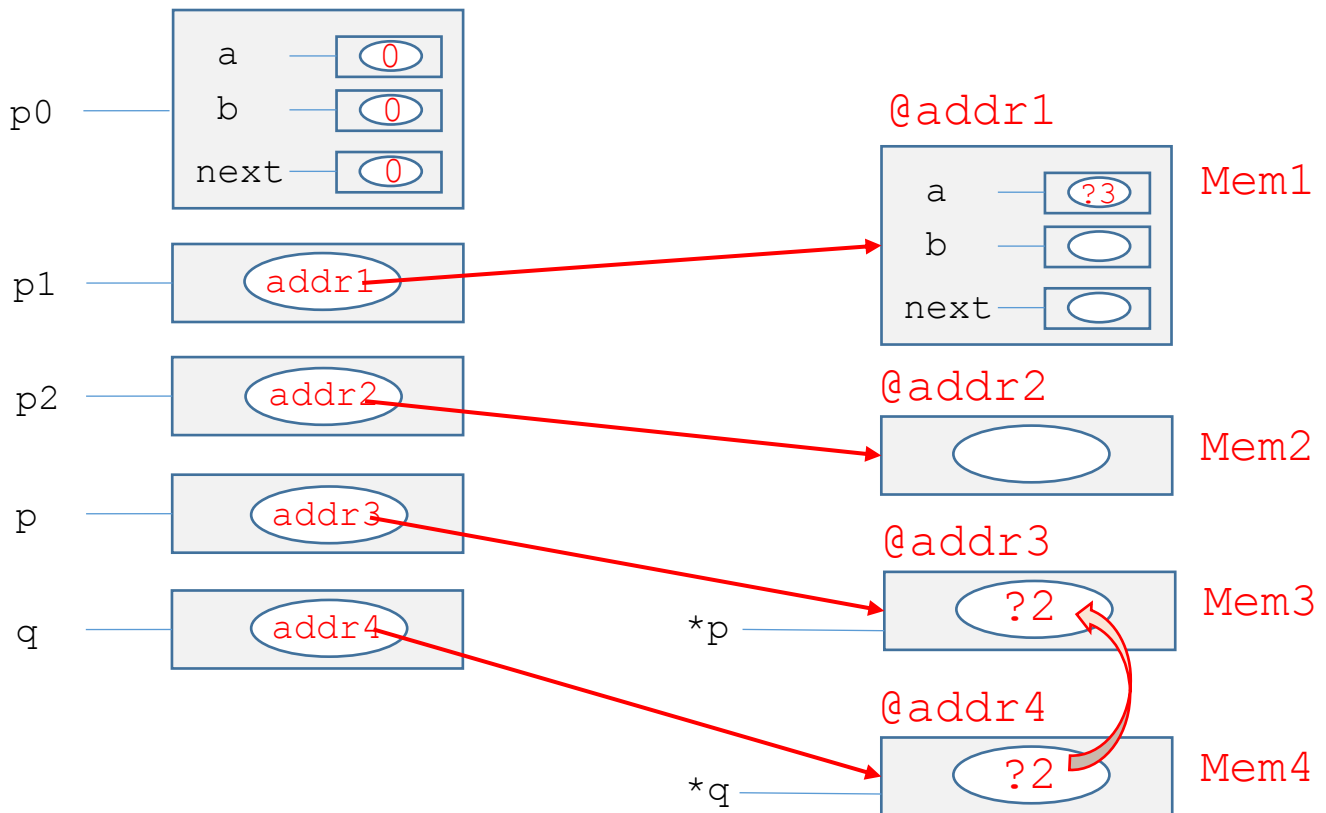 p0
a 0
b 0
next 0
p1 addr1
p2 addr2
p addr3
q addr4
@addr1
Mem1
a ?3
b
next
@addr2
Mem2
@addr3
Mem3
*p ?2
@addr4
Mem4
*q ?2